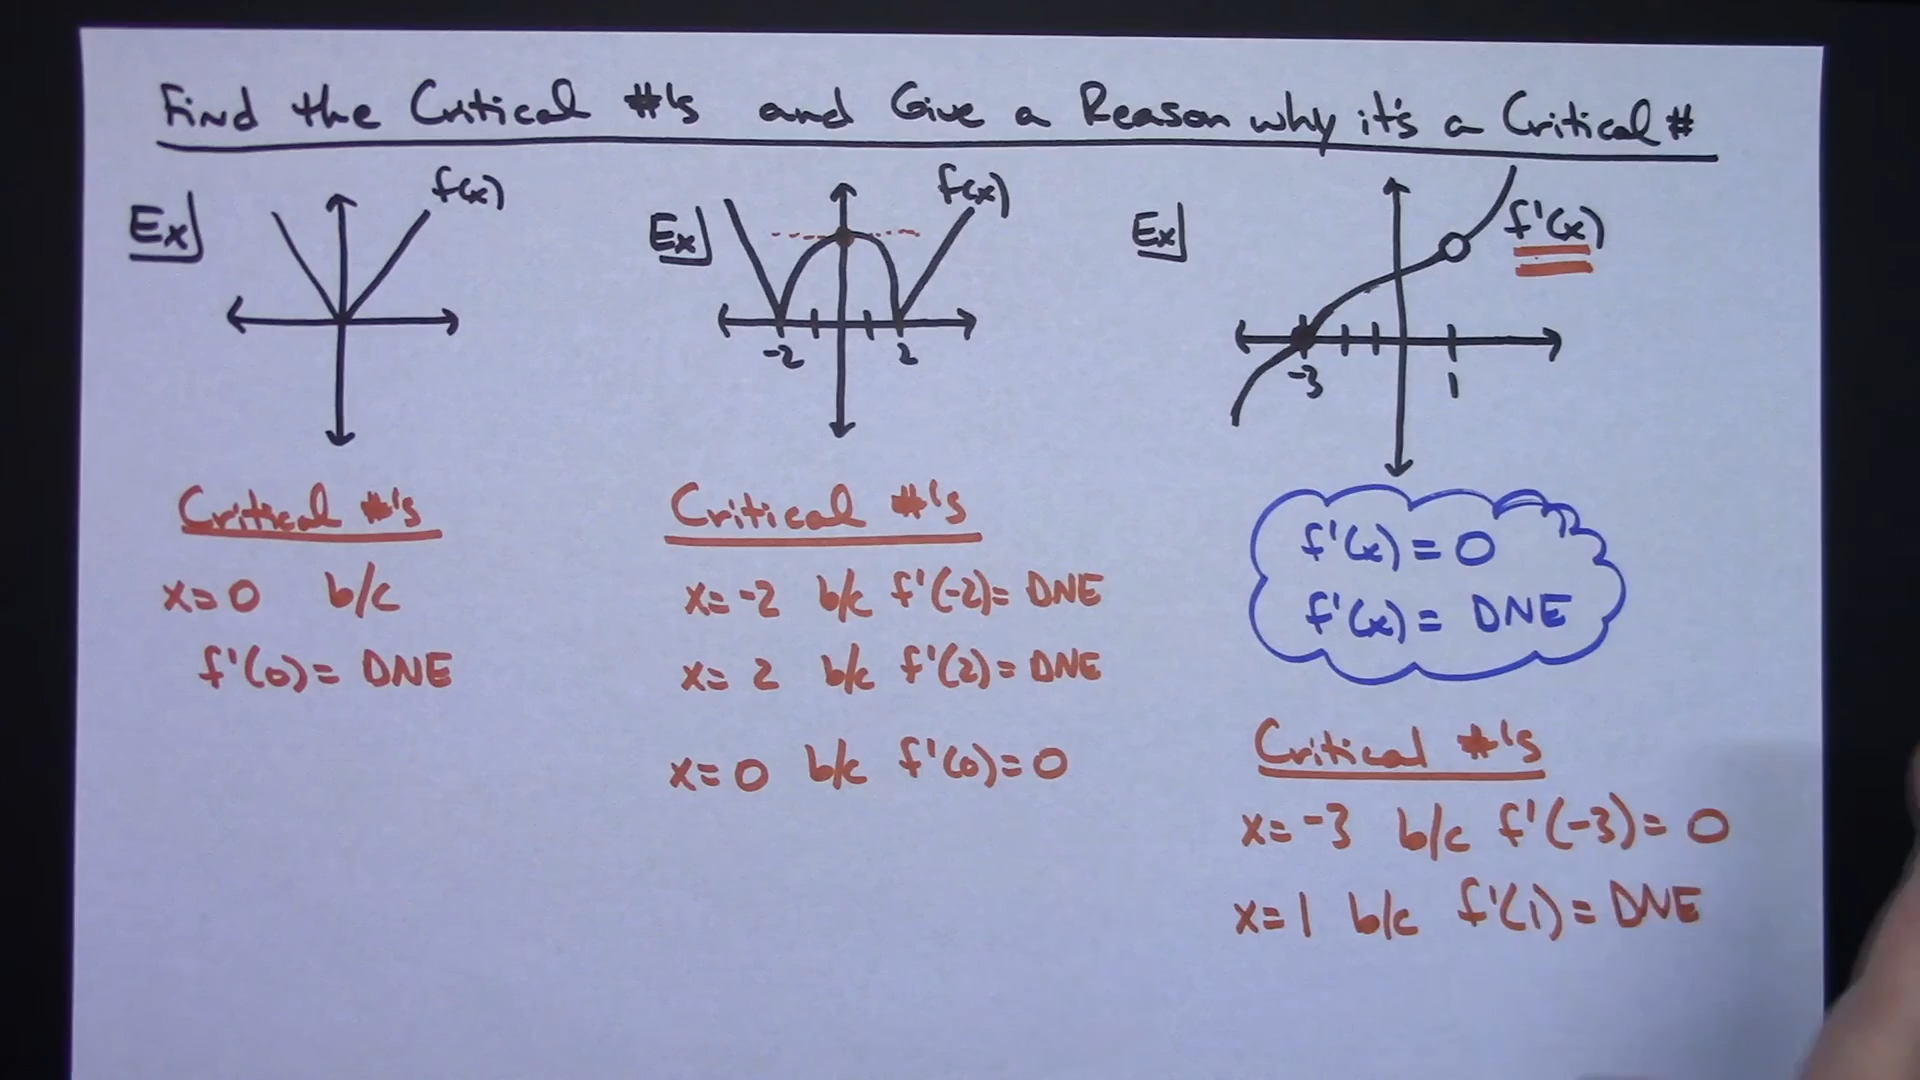 Find the Critical #'s and Give a Reason why it's a Critical #
Ex
f(x)
Critical #'s
x=0 b/c
f'(0)= DNE
Ex
f(x)
-2 2
Critical #'s
x=-2 b/c f'(-2)= DNE
x= 2 b/c f'(2)= DNE
x=0 b/c f'(0)=0
Ex
f'(x)
-3 1
f'(x)=0
f'(x)= DNE
Critical #'s
x=-3 b/c f'(-3)= 0
x=1 b/c f'(1)= DNE